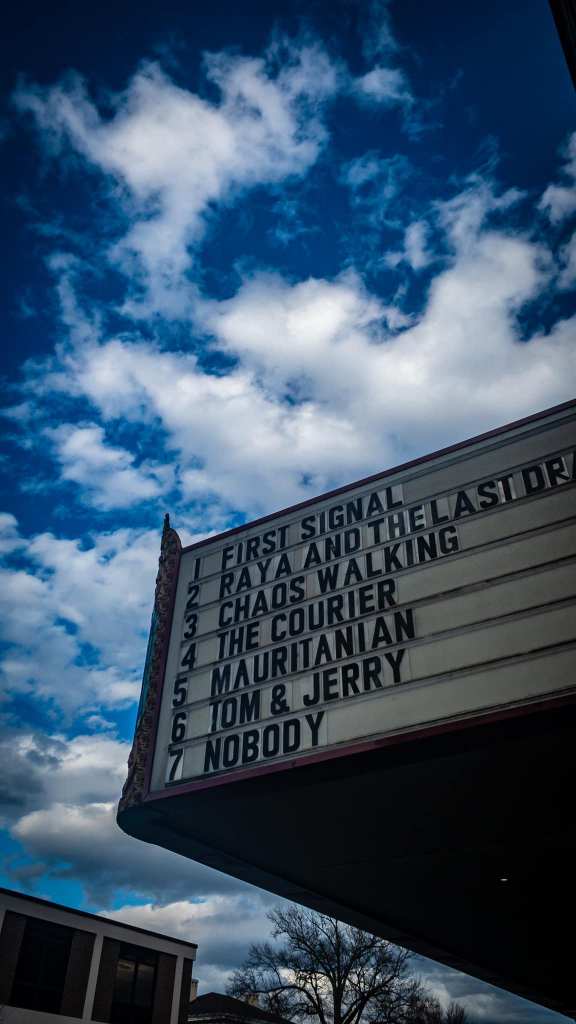 1 FIRST SIGNAL
2 RAYA AND THE LAST DRA
3 CHAOS WALKING
4 THE COURIER
5 MAURITANIAN
6 TOM & JERRY
7 NOBODY